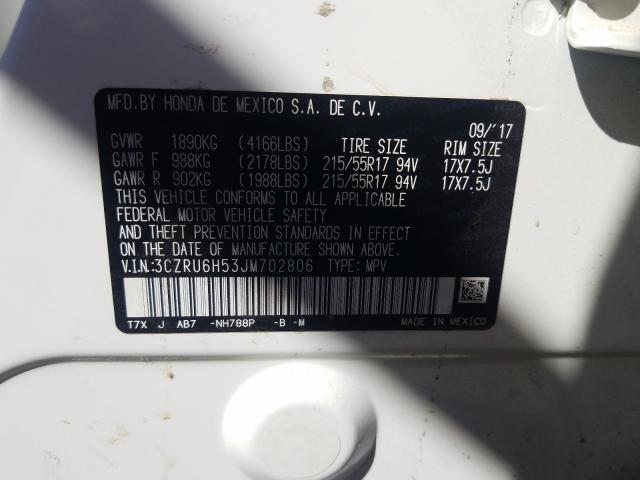 MFD.BY HONDA DE MEXICO S.A. DE C.V.
09/'17
GVWR 1890KG (4166LBS) TIRE SIZE RIM SIZE
GAWR F 988KG (2178LBS) 215/55R17 94V 17X7.5J
GAWR R 902KG (1988LBS) 215/55R17 94V 17X7.5J
THIS VEHICLE CONFORMS TO ALL APPLICABLE
FEDERAL MOTOR VEHICLE SAFETY
AND THEFT PREVENTION STANDARDS IN EFFECT
ON THE DATE OF MANUFACTURE SHOWN ABOVE.
V.I.N.:3CZRU6H53JM702806 TYPE: MPV
T7X J AB7 -NH788P -B -M MADE IN MEXICO